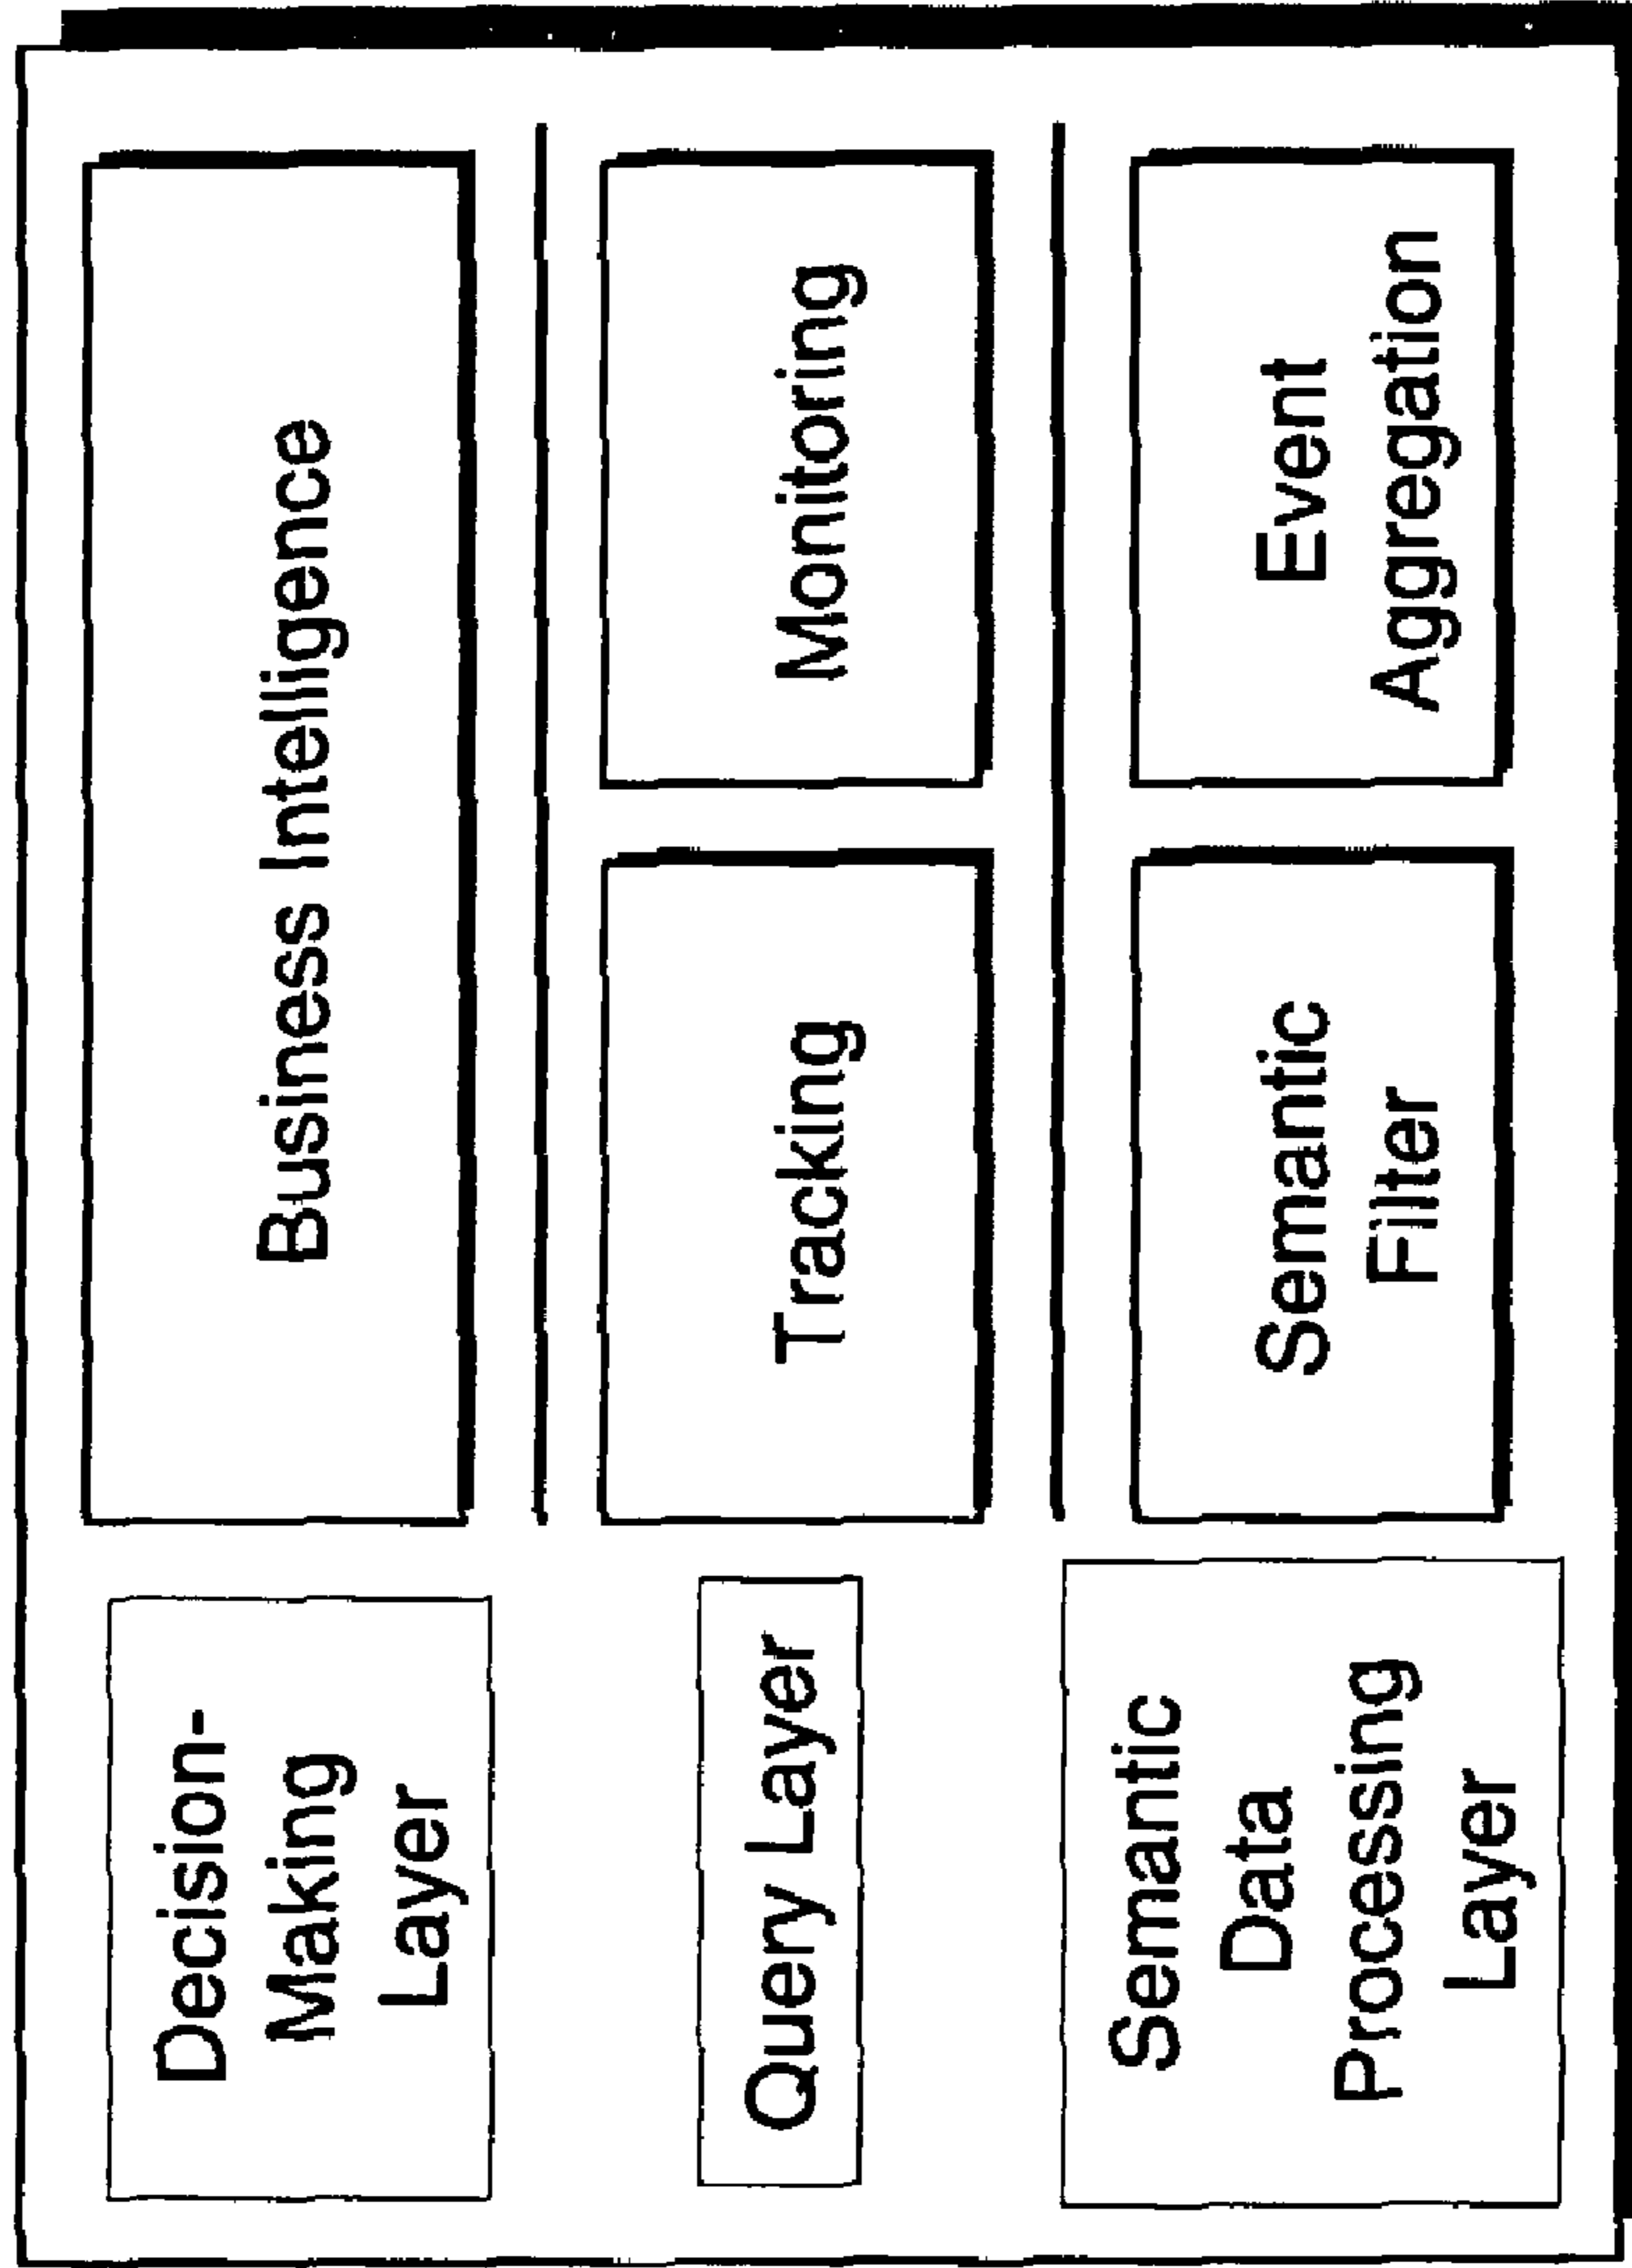 Decision-
Making
Layer
Business Intelligence
Query Layer
Tracking
Monitoring
Semantic
Data
Processing
Layer
Semantic
Filter
Event
Aggregation